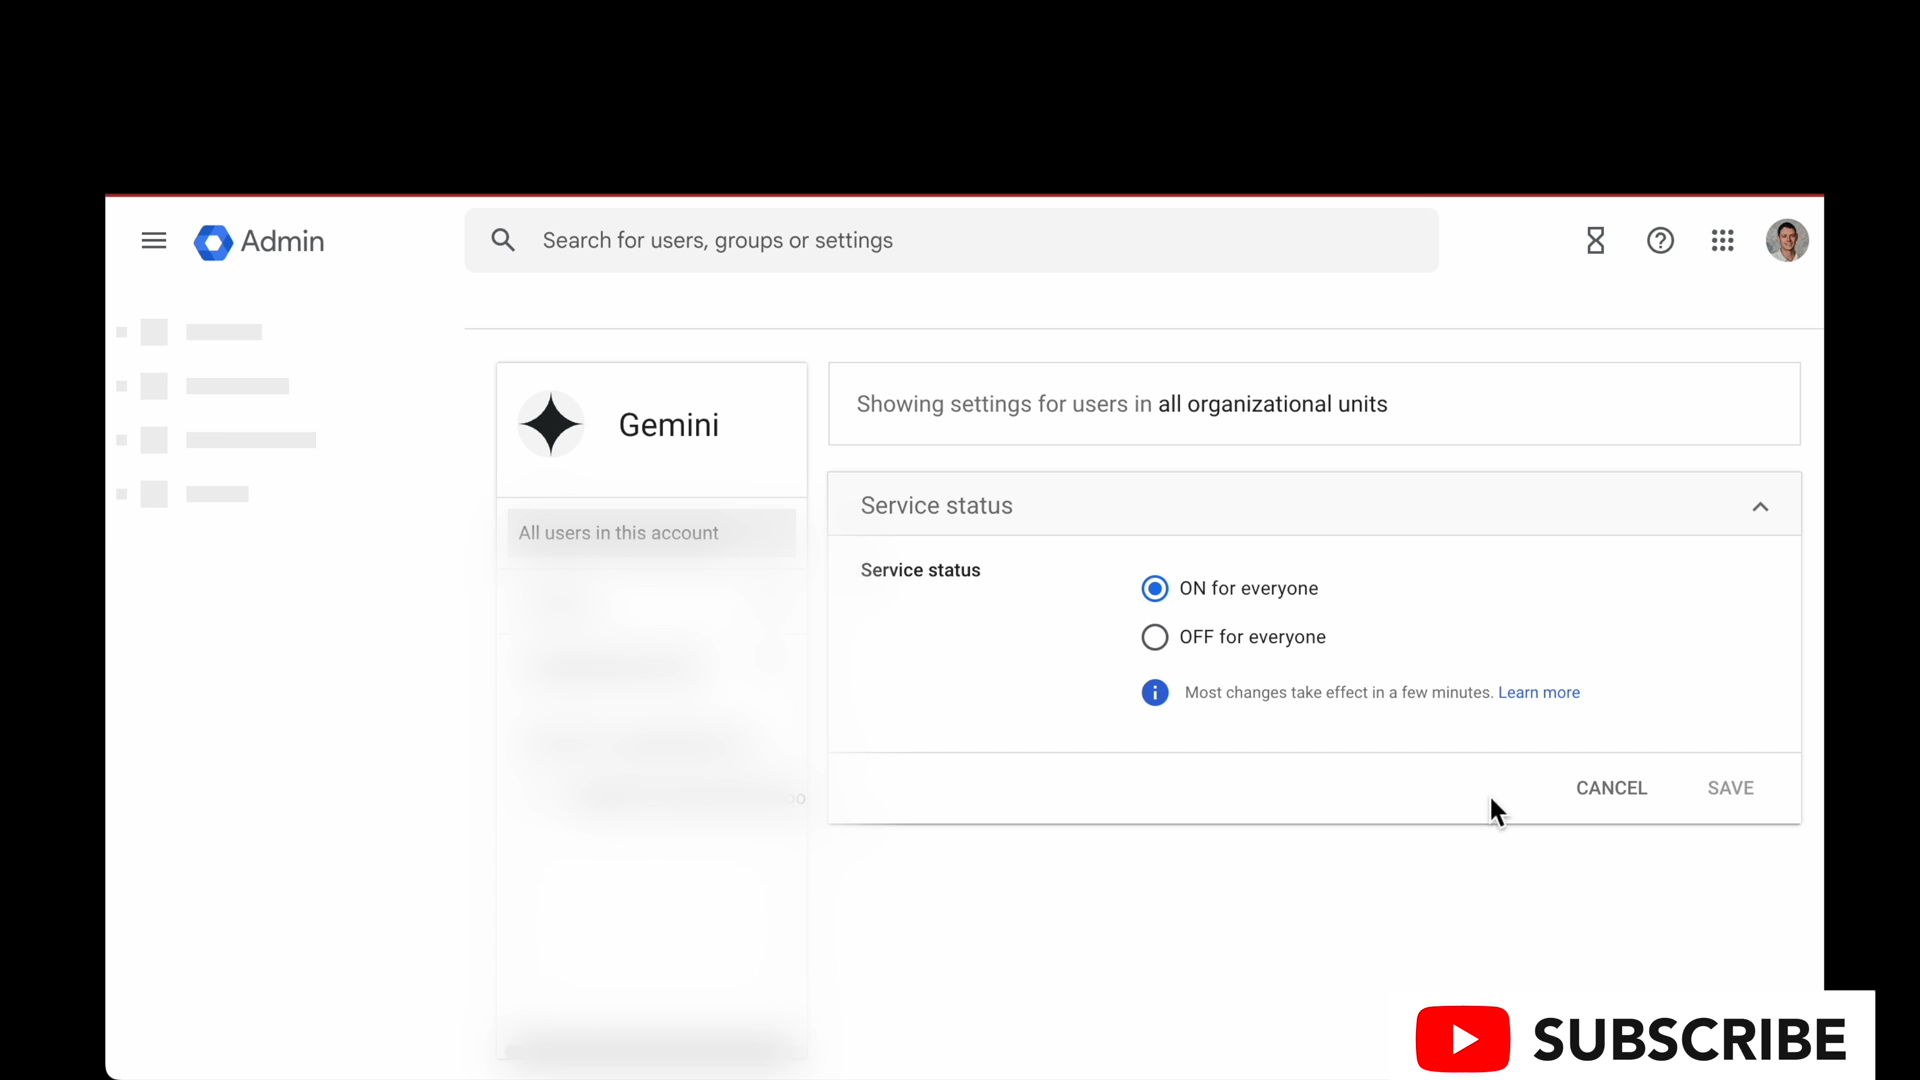 Admin
Search for users, groups or settings
Gemini
All users in this account
Showing settings for users in all organizational units
Service status
Service status
ON for everyone
OFF for everyone
Most changes take effect in a few minutes. Learn more
CANCEL
SAVE
SUBSCRIBE